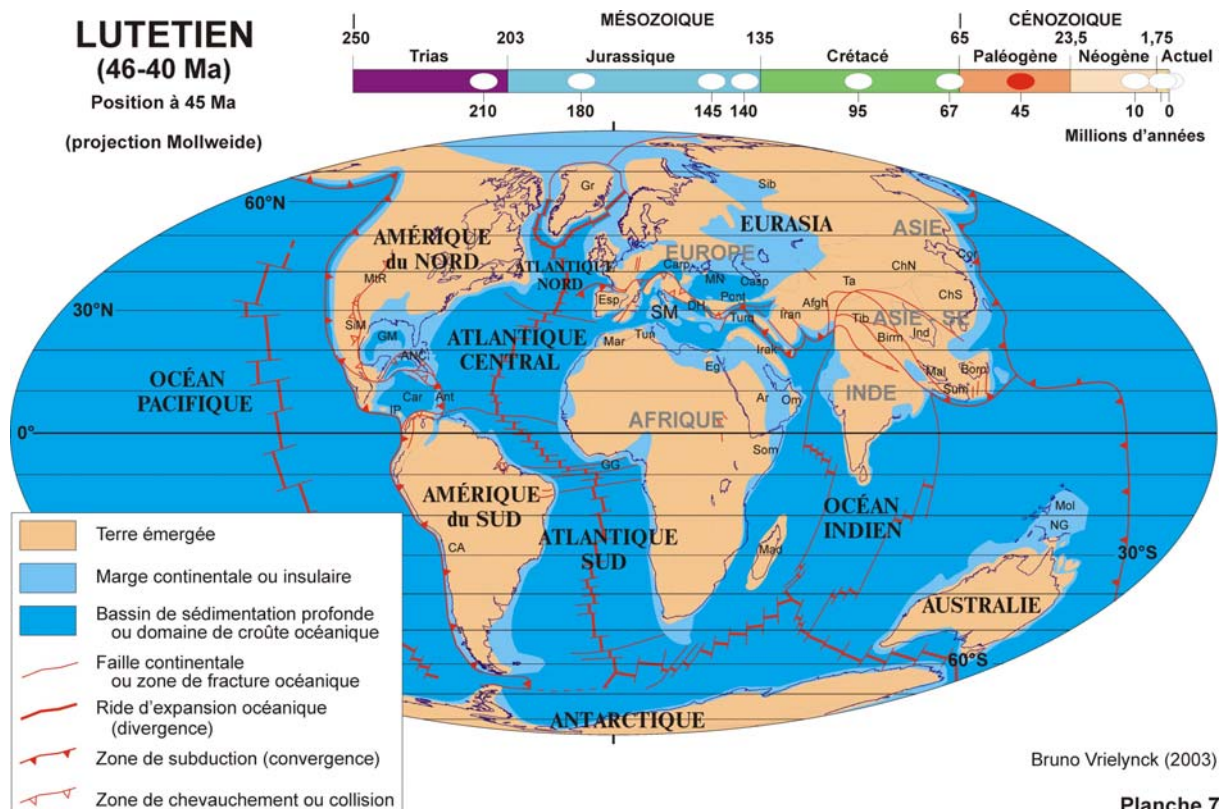 LUTETIEN
(46-40 Ma)
Position à 45 Ma
(projection Mollweide)
MÉSOZOIQUE
CÉNOZOIQUE
250
203
135
65
23,5
1,75
Trias
Jurassique
Crétacé
Paléogène
Néogène
Actuel
210
180
145
140
95
67
45
10
0
Millions d'années
60°N
30°N
0°
30°S
60°S
Gr
Sib
AMÉRIQUE
du NORD
MtR
SiM
GM
ANC
Car
Ant
IP
ATLANTIQUE
NORD
EUROPE
EURASIA
ASIE
Carp
MN
Casp
Cor
ChN
ChS
Ta
Esp
SM
DH
Pont
Turq
Iran
Afgh
Irak
Mar
Tun
Eg
Ar
Om
Tib
Birm
Ind
ASIE - SE
Mal
Born
Sum
ATLANTIQUE
CENTRAL
OCÉAN
PACIFIQUE
AFRIQUE
INDE
Som
GG
AMÉRIQUE
du SUD
CA
ATLANTIQUE
SUD
Mad
OCÉAN
INDIEN
Mol
NG
AUSTRALIE
ANTARCTIQUE
Terre émergée
Marge continentale ou insulaire
Bassin de sédimentation profonde
ou domaine de croûte océanique
Faille continentale
ou zone de fracture océanique
Ride d'expansion océanique
(divergence)
Zone de subduction (convergence)
Zone de chevauchement ou collision
Bruno Vrielynck (2003)
Planche 7